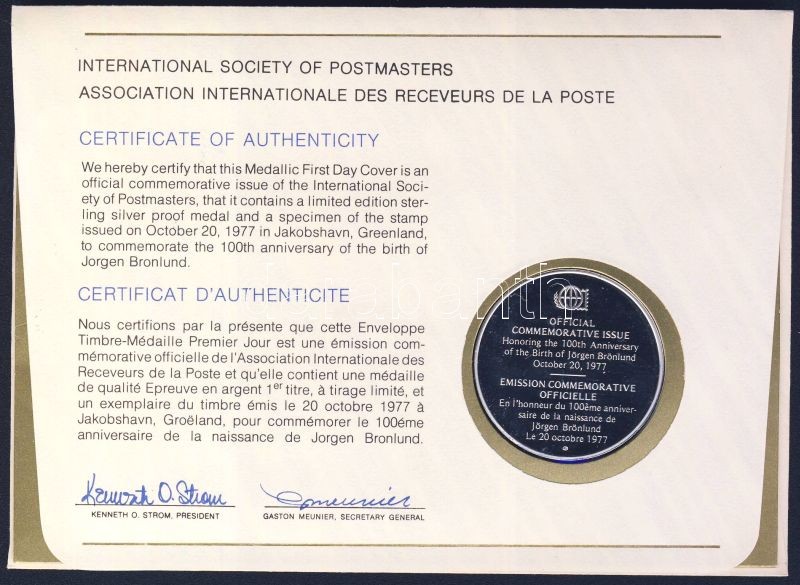 INTERNATIONAL SOCIETY OF POSTMASTERS
ASSOCIATION INTERNATIONALE DES RECEVEURS DE LA POSTE
CERTIFICATE OF AUTHENTICITY
We hereby certify that this Medallic First Day Cover is an
official commemorative issue of the International Soci-
ety of Postmasters, that it contains a limited edition ster-
ling silver proof medal and a specimen of the stamp
issued on October 20, 1977 in Jakobshavn, Greenland,
to commemorate the 100th anniversary of the birth of
Jorgen Bronlund.
CERTIFICAT D'AUTHENTICITE
Nous certifions par la présente que cette Enveloppe
Timbre-Médaille Premier Jour est une émission com-
mémorative officielle de l'Association Internationale des
Receveurs de la Poste et qu'elle contient une médaille
de qualité Epreuve en argent 1er titre, à tirage limité, et
un exemplaire du timbre émis le 20 octobre 1977 à
Jakobshavn, Groëland, pour commémorer le 100éme
anniversaire de la naissance de Jorgen Bronlund.
Kenneth O. Strom
KENNETH O. STROM, PRESIDENT
G. Meunier
GASTON MEUNIER, SECRETARY GENERAL
OFFICIAL
COMMEMORATIVE ISSUE
Honoring the 100th Anniversary
of the Birth of Jörgen Brönlund
October 20, 1977
EMISSION COMMEMORATIVE
OFFICIELLE
En l'honneur du 100ème anniver-
saire de la naissance de
Jörgen Brönlund
Le 20 octobre 1977